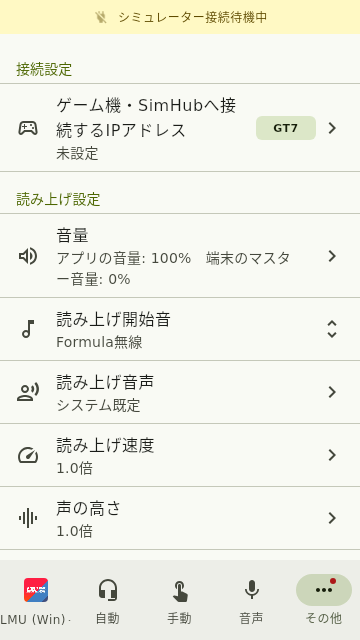 シミュレーター接続待機中
接続設定
ゲーム機・SimHubへ接
続するIPアドレス
未設定
GT7
読み上げ設定
音量
アプリの音量: 100%　端末のマスタ
ー音量: 0%
読み上げ開始音
Formula無線
読み上げ音声
システム既定
読み上げ速度
1.0倍
声の高さ
1.0倍
LMU (Win)
自動
手動
音声
その他